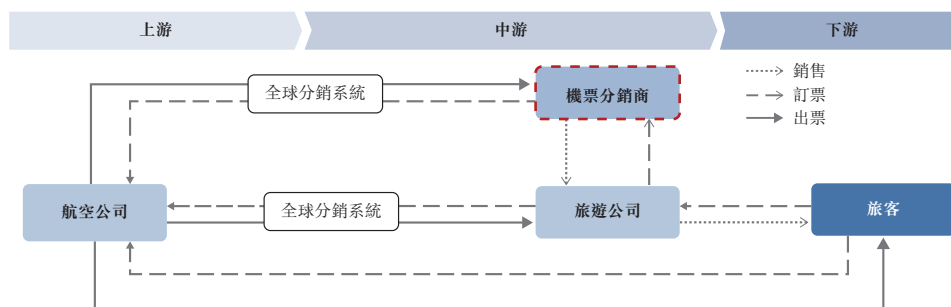 上游
中游
下游
銷售
訂票
出票
全球分銷系統
機票分銷商
航空公司
全球分銷系統
旅遊公司
旅客